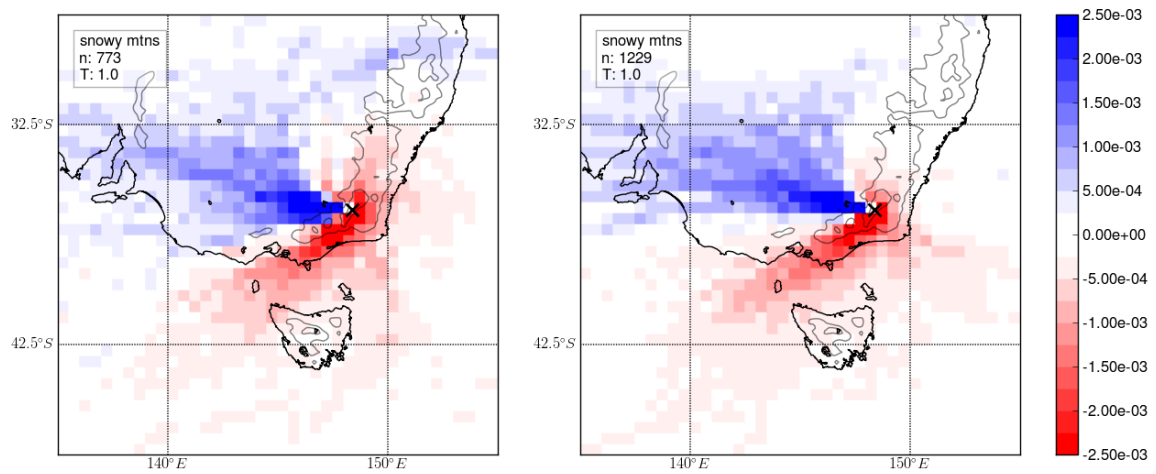 snowy mtns
n: 773
T: 1.0
32.5°S
42.5°S
140°E
150°E
snowy mtns
n: 1229
T: 1.0
32.5°S
42.5°S
140°E
150°E
2.50e-03
2.00e-03
1.50e-03
1.00e-03
5.00e-04
0.00e+00
-5.00e-04
-1.00e-03
-1.50e-03
-2.00e-03
-2.50e-03